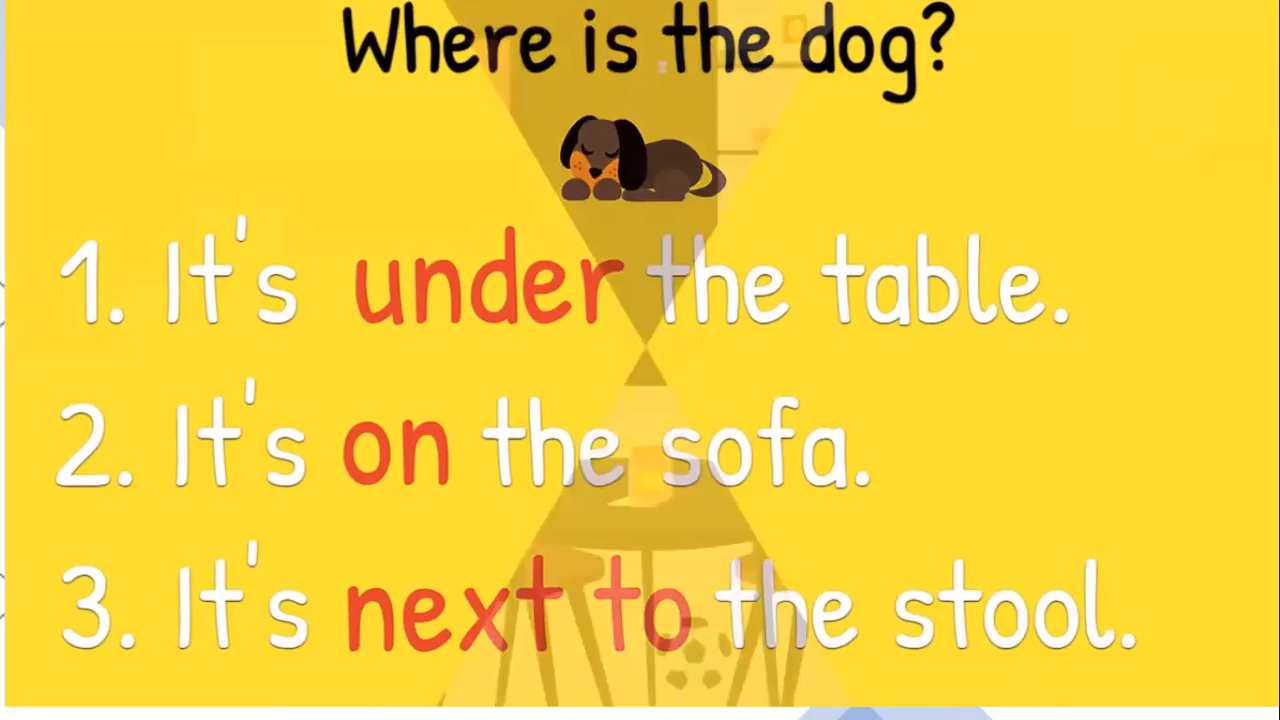 Where is the dog?
1. It's under the table.
2. It's on the sofa.
3. It's next to the stool.